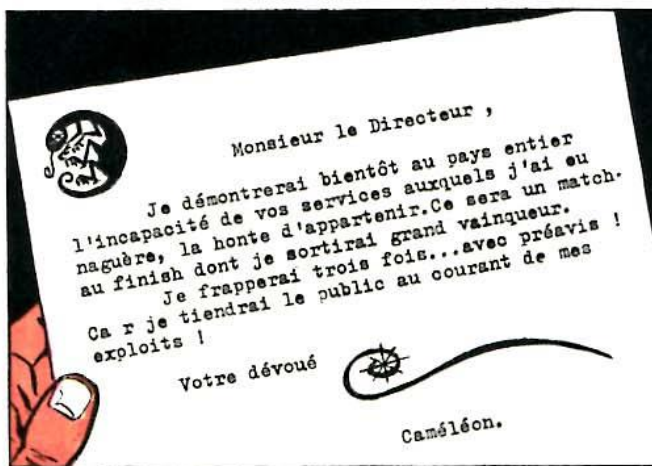 Monsieur le Directeur ,
Je démontrerai bientôt au pays entier
l'incapacité de vos services auxquels j'ai eu
naguère, la honte d'appartenir.Ce sera un match-
au finish dont je sortirai grand vainqueur.
Je frapperai trois fois...avec préavis !
Ca r je tiendrai le public au courant de mes
exploits !
Votre dévoué
Caméléon.